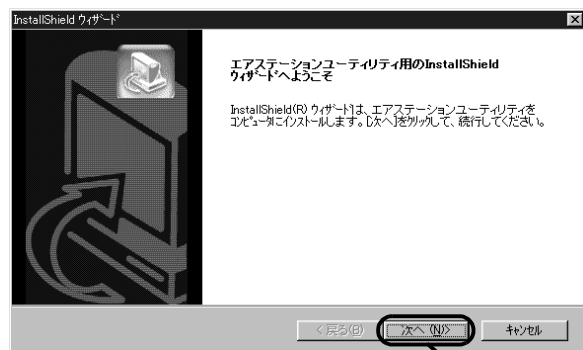 InstallShield ウィザード
エアステーションユーティリティ用のInstallShield
ウィザードへようこそ
InstallShield(R) ウィザードは、エアステーションユーティリティを
コンピュータにインストールします。[次へ]をクリックして、続行してください。
< 戻る(B)
次へ (N)>
キャンセル